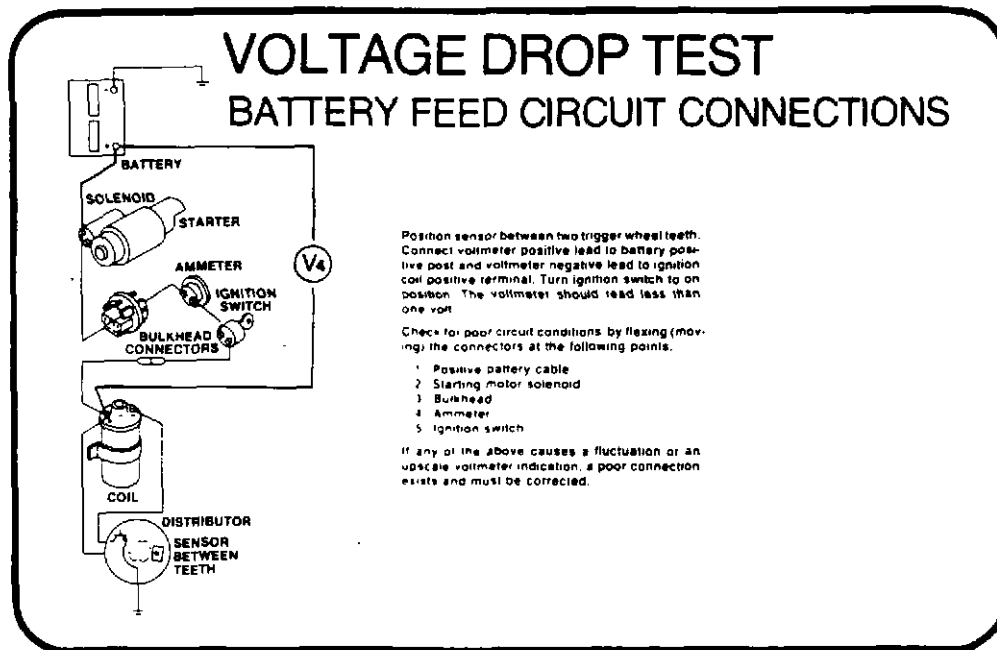 VOLTAGE DROP TEST
BATTERY FEED CIRCUIT CONNECTIONS
BATTERY
SOLENOID
STARTER
V4
AMMETER
IGNITION
SWITCH
BULKHEAD
CONNECTORS
COIL
DISTRIBUTOR
SENSOR
BETWEEN
TEETH
Position sensor between two trigger wheel teeth.
Connect voltmeter positive lead to battery posi-
tive post and voltmeter negative lead to ignition
coil positive terminal. Turn ignition switch to on
position. The voltmeter should read less than
one volt
Check for poor circuit conditions by flexing (mov-
ing) the connectors at the following points.
1 Positive battery cable
2 Starting motor solenoid
3 Bulkhead
4 Ammeter
5 Ignition switch
If any of the above causes a fluctuation or an
upscale voltmeter indication, a poor connection
exists and must be corrected.